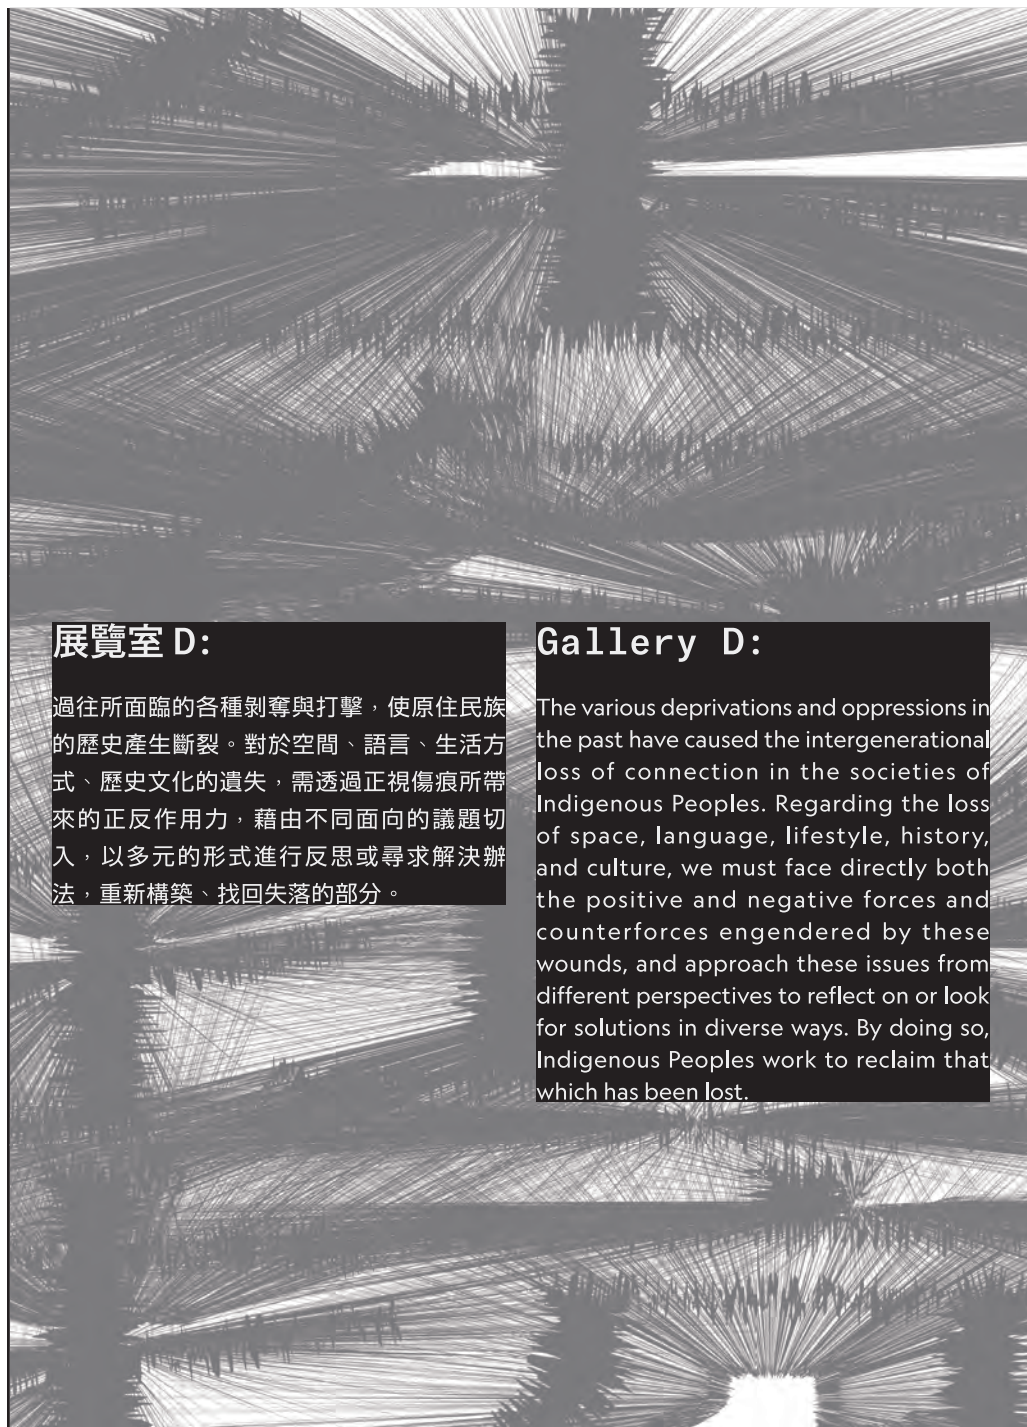 展覽室 D:
過往所面臨的各種剝奪與打擊，使原住民族
的歷史產生斷裂。對於空間、語言、生活方
式、歷史文化的遺失，需透過正視傷痕所帶
來的正反作用力，藉由不同面向的議題切
入，以多元的形式進行反思或尋求解決辦
法，重新構築、找回失落的部分。
Gallery D:
The various deprivations and oppressions in
the past have caused the intergenerational
loss of connection in the societies of
Indigenous Peoples. Regarding the loss
of space, language, lifestyle, history,
and culture, we must face directly both
the positive and negative forces and
counterforces engendered by these
wounds, and approach these issues from
different perspectives to reflect on or look
for solutions in diverse ways. By doing so,
Indigenous Peoples work to reclaim that
which has been lost.